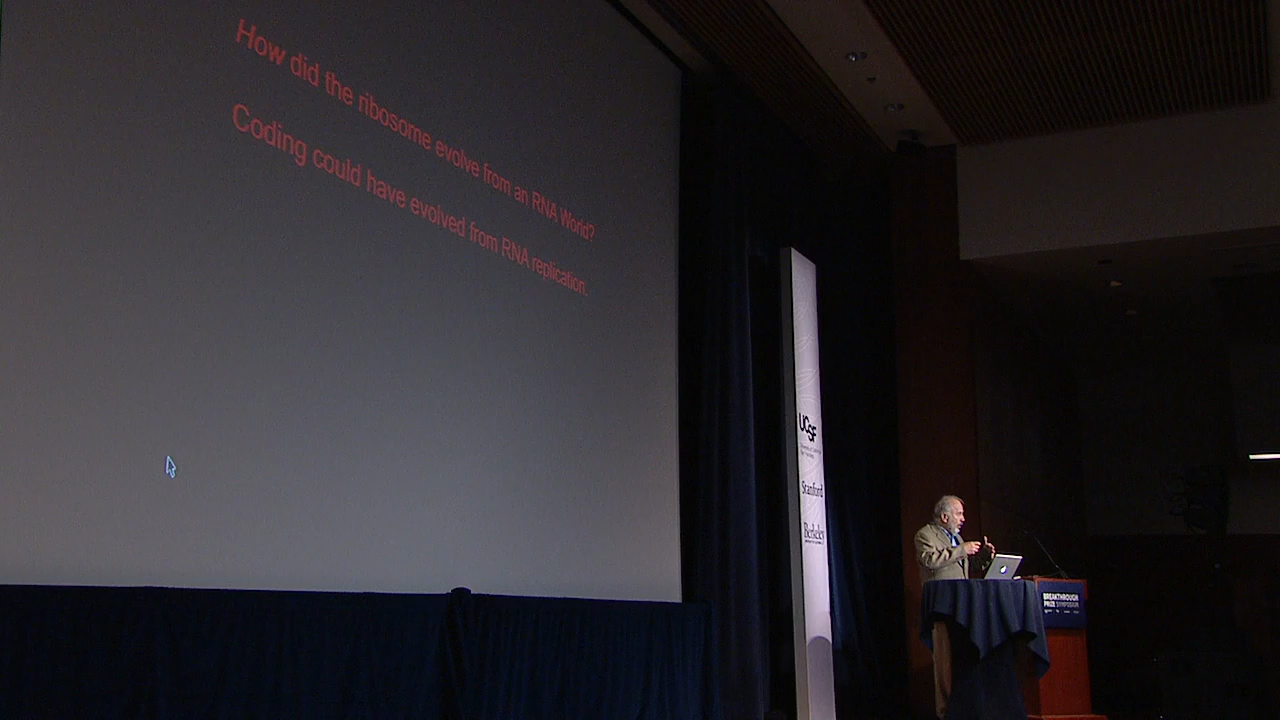 How did the ribosome evolve from an RNA World?
Coding could have evolved from RNA replication.
UCSF
Stanford
Berkeley
BREAKTHROUGH
PRIZE SYMPOSIUM